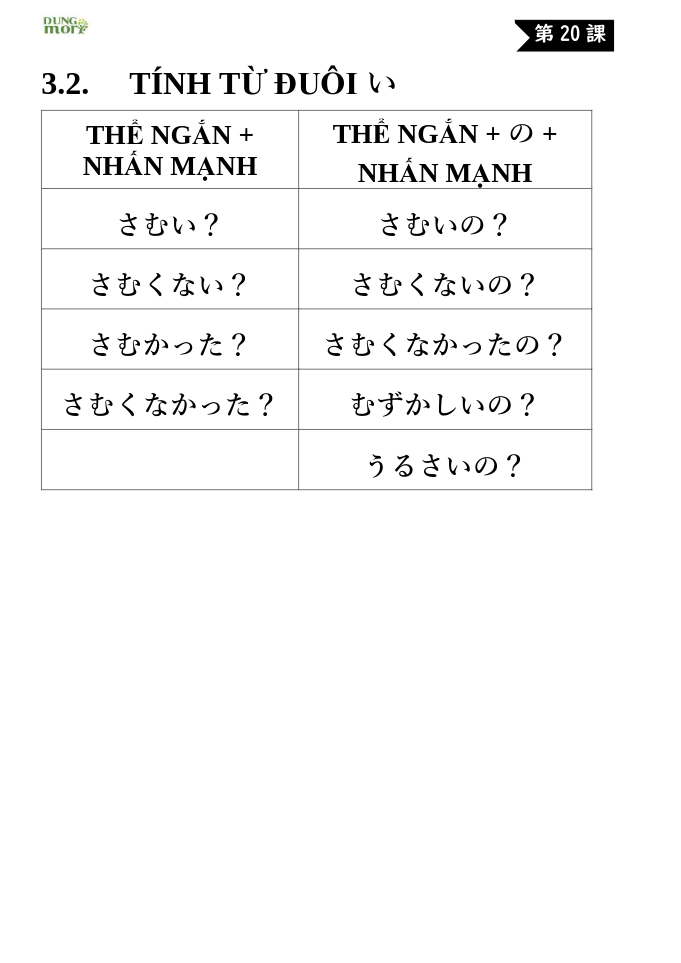 DUNG
mori
第 20 課
3.2. TÍNH TỪ ĐUÔI い
THỂ NGẮN +
NHẤN MẠNH
THỂ NGẮN + の +
NHẤN MẠNH
さむい？
さむいの？
さむくない？
さむくないの？
さむかった？
さむくなかったの？
さむくなかった？
むずかしいの？
うるさいの？